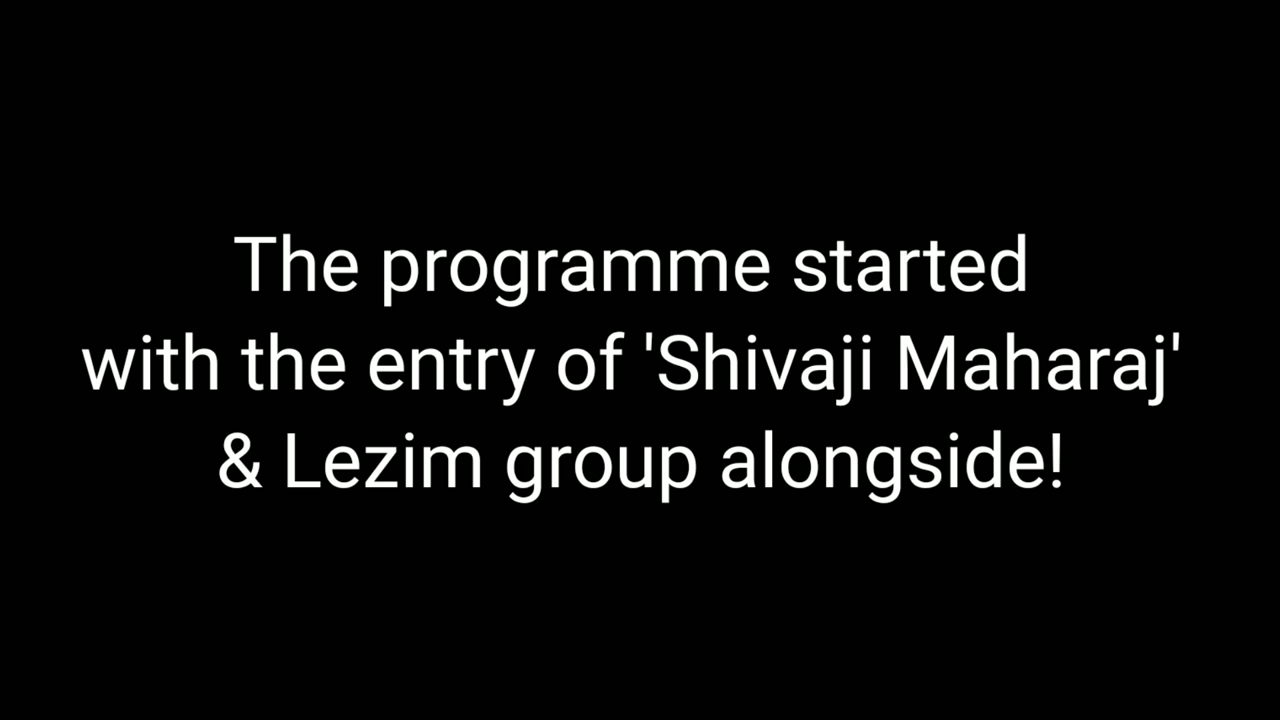 The programme started
with the entry of 'Shivaji Maharaj'
& Lezim group alongside!